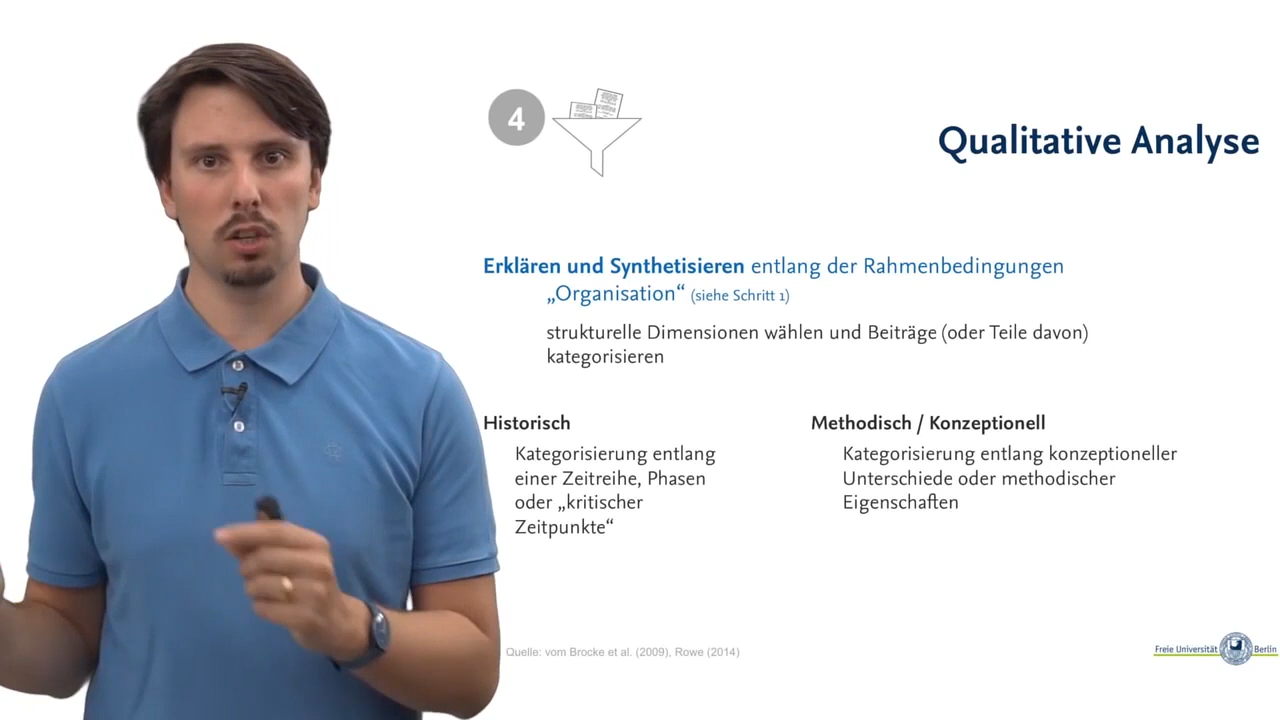 4
Qualitative Analyse
Erklären und Synthetisieren entlang der Rahmenbedingungen
„Organisation“ (siehe Schritt 1)
strukturelle Dimensionen wählen und Beiträge (oder Teile davon)
kategorisieren
Historisch
Kategorisierung entlang
einer Zeitreihe, Phasen
oder „kritischer
Zeitpunkte“
Methodisch / Konzeptionell
Kategorisierung entlang konzeptioneller
Unterschiede oder methodischer
Eigenschaften
Quelle: vom Brocke et al. (2009), Rowe (2014)
Freie Universität Berlin